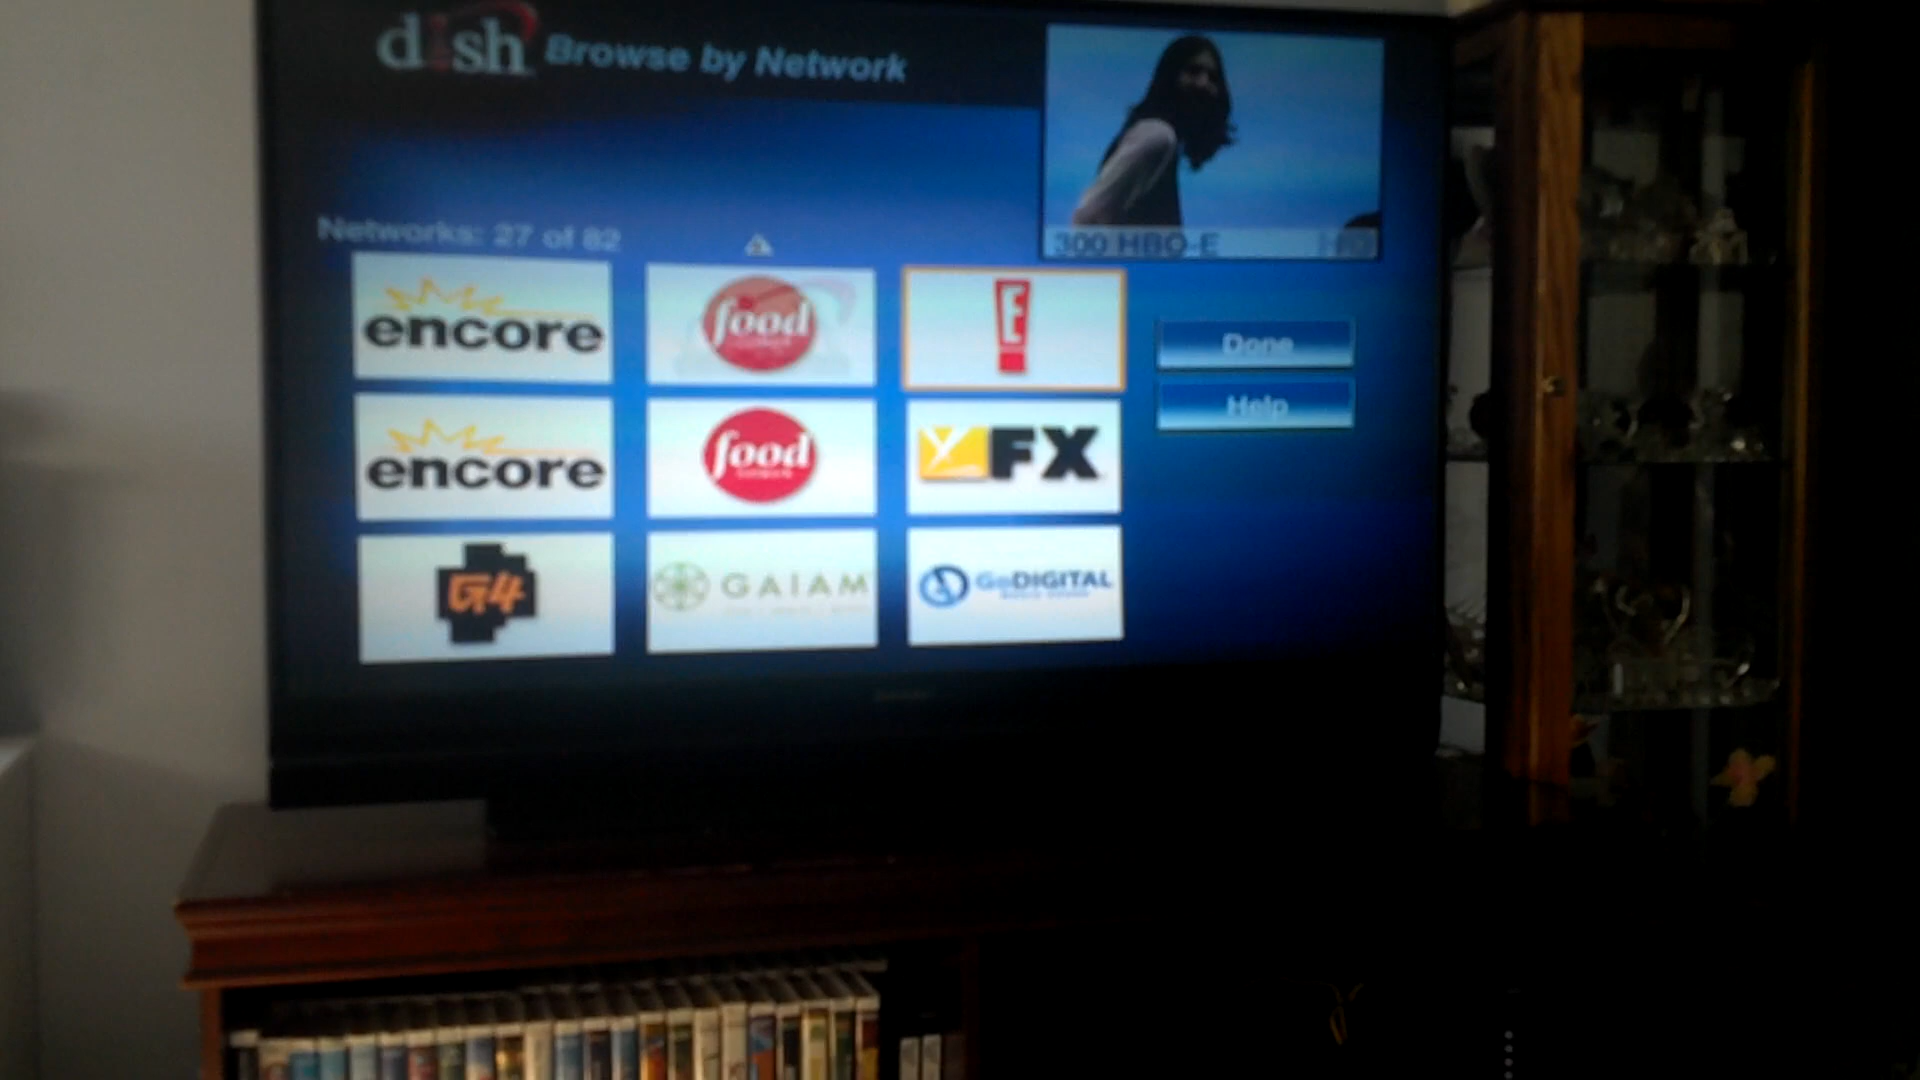 dish Browse by Network
300 HBO-E
Networks: 27 of 82
encore
food
E!
Done
Help
encore
food
FX
G4
GAIAM
GoDIGITAL